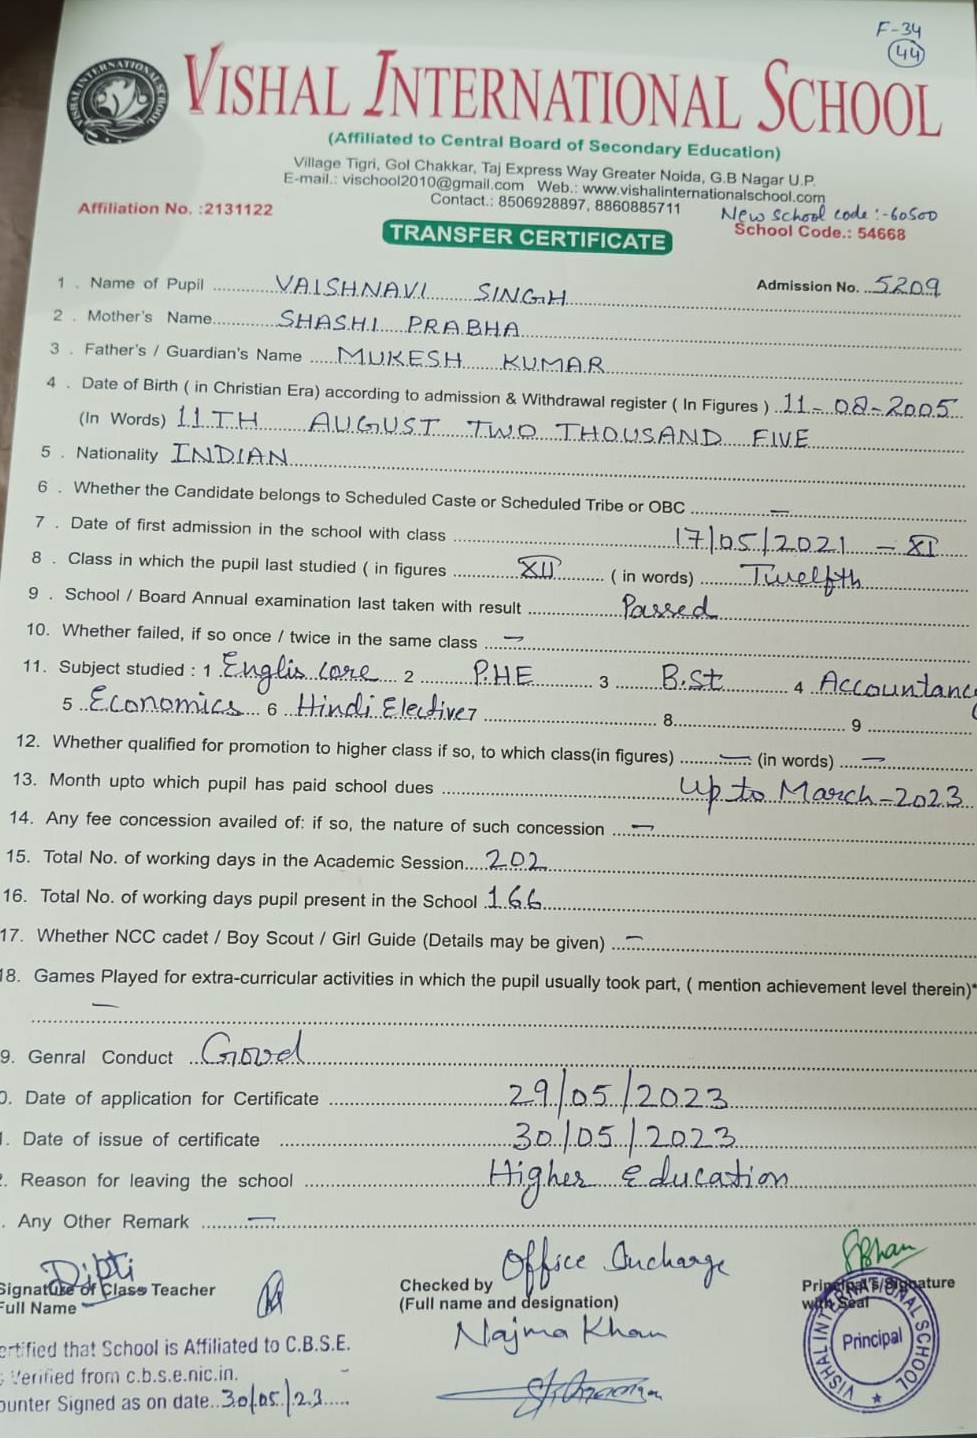 F-34
44
VISHAL INTERNATIONAL SCHOOL
VISHAL INTERNATIONAL SCHOOL
(Affiliated to Central Board of Secondary Education)
Village Tigri, Gol Chakkar, Taj Express Way Greater Noida, G.B Nagar U.P.
E-mail.: vischool2010@gmail.com Web.: www.vishalinternationalschool.com
Contact.: 8506928897, 8860885711
New School code :-60500
Affiliation No. :2131122
School Code.: 54668
TRANSFER CERTIFICATE
Admission No. 5209
1 . Name of Pupil VAISHNAVI SINGH
2 . Mother's Name SHASHI PRABHA
3 . Father's / Guardian's Name MUKESH KUMAR
4 . Date of Birth ( in Christian Era) according to admission & Withdrawal register ( In Figures ) 11-08-2005
(In Words) 11TH AUGUST TWO THOUSAND FIVE
5 . Nationality INDIAN
6 . Whether the Candidate belongs to Scheduled Caste or Scheduled Tribe or OBC —
7 . Date of first admission in the school with class 17/05/2021 - XI
8 . Class in which the pupil last studied ( in figures XII ( in words) Twelfth
9 . School / Board Annual examination last taken with result Passed
10. Whether failed, if so once / twice in the same class —
11. Subject studied : 1 Englis core 2 P.HE 3 B.St 4 Accountanc
5 Economics 6 Hindi Elective 7 8 9
12. Whether qualified for promotion to higher class if so, to which class(in figures) — (in words) —
13. Month upto which pupil has paid school dues Up to March-2023
14. Any fee concession availed of: if so, the nature of such concession —
15. Total No. of working days in the Academic Session 202
16. Total No. of working days pupil present in the School 166
17. Whether NCC cadet / Boy Scout / Girl Guide (Details may be given) —
18. Games Played for extra-curricular activities in which the pupil usually took part, ( mention achievement level therein)*
—
9. Genral Conduct Good
0. Date of application for Certificate 29/05/2023
. Date of issue of certificate 30/05/2023
. Reason for leaving the school Higher Education
. Any Other Remark —
Dipti
Signature of Class Teacher
Full Name
Office Incharge
Checked by
(Full name and designation)
Najma Khan
Principal's Signature
with Seal
VISHAL INTERNATIONAL SCHOOL
Principal
ertified that School is Affiliated to C.B.S.E.
Verified from c.b.s.e.nic.in.
ounter Signed as on date 30/05/23